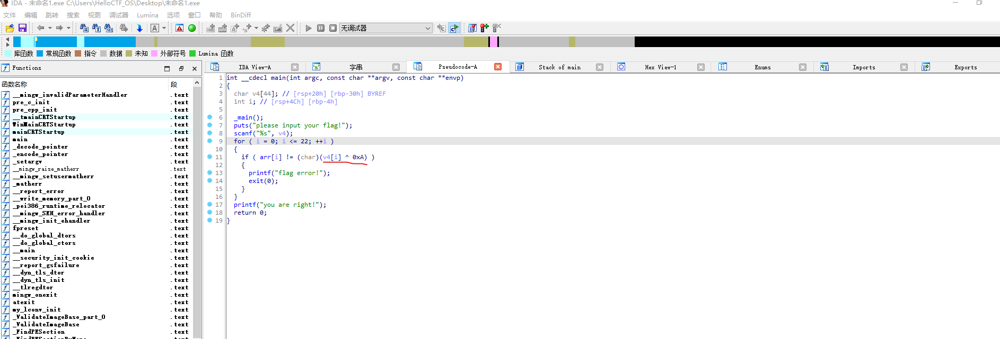 IDA - 未命名1.exe C:\Users\HelloCTF_OS\Desktop\未命名1.exe
文件 编辑 跳转 搜索 视图 调试器 Lumina 选项 窗口 帮助 BinDiff
无调试器
库函数 常规函数 指令 数据 未知 外部符号 Lumina 函数
Functions
函数名称 段
__mingw_invalidParameterHandler .text
pre_c_init .text
pre_cpp_init .text
__tmainCRTStartup .text
WinMainCRTStartup .text
mainCRTStartup .text
main .text
_decode_pointer .text
_encode_pointer .text
_setargv .text
__mingw_raise_matherr .text
__mingw_setusermatherr .text
_matherr .text
__report_error .text
__write_memory_part_0 .text
_pei386_runtime_relocator .text
__mingw_SEH_error_handler .text
__mingw_init_ehandler .text
fpreset .text
__do_global_dtors .text
__do_global_ctors .text
__main .text
__security_init_cookie .text
__report_gsfailure .text
__dyn_tls_dtor .text
__dyn_tls_init .text
__tlregdtor .text
mingw_onexit .text
atexit .text
my_lconv_init .text
_ValidateImageBase_part_0 .text
_ValidateImageBase .text
_FindPESection .text
IDA View-A 字串 Pseudocode-A Stack of main Hex View-1 Enums Imports Exports
1 int __cdecl main(int argc, const char **argv, const char **envp)
2 {
3 char v4[44]; // [rsp+20h] [rbp-30h] BYREF
4 int i; // [rsp+4Ch] [rbp-4h]
5
6 _main();
7 puts("please input your flag!");
8 scanf("%s", v4);
9 for ( i = 0; i <= 22; ++i )
10 {
11 if ( arr[i] != (char)(v4[i] ^ 0xA) )
12 {
13 printf("flag error!");
14 exit(0);
15 }
16 }
17 printf("you are right!");
18 return 0;
19 }